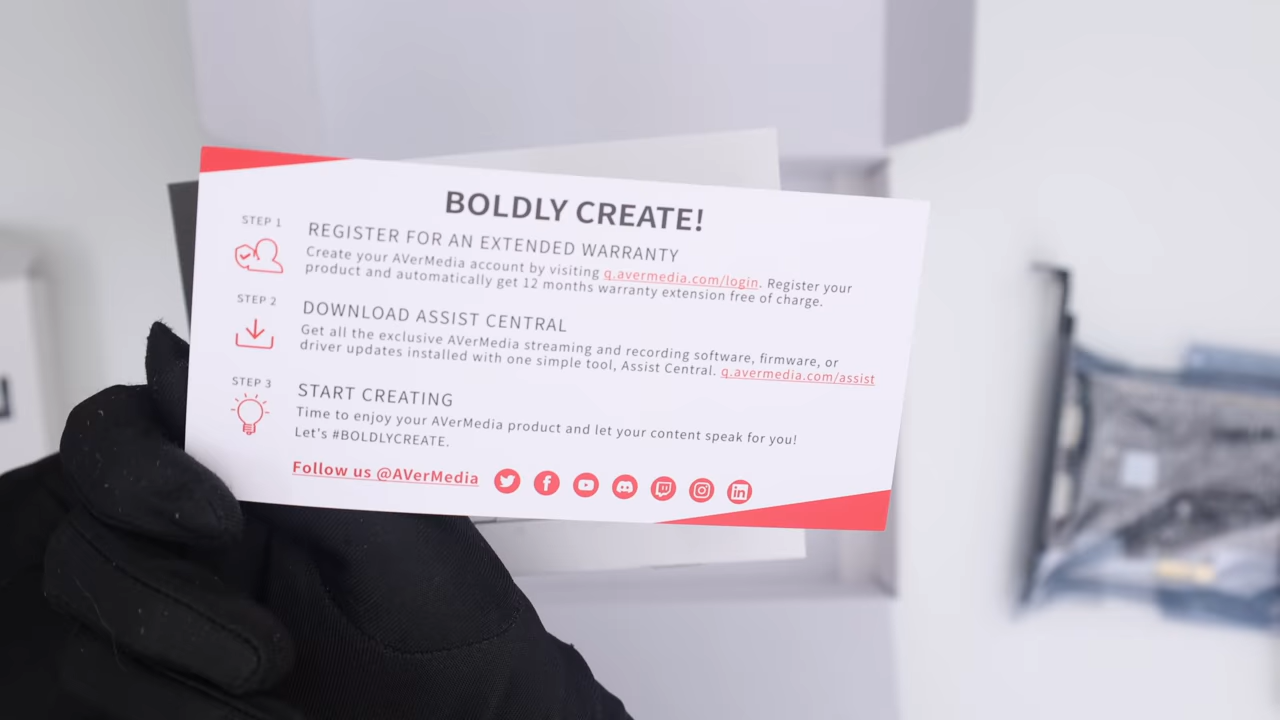 BOLDLY CREATE!
STEP 1
REGISTER FOR AN EXTENDED WARRANTY
Create your AVerMedia account by visiting q.avermedia.com/login. Register your
product and automatically get 12 months warranty extension free of charge.
STEP 2
DOWNLOAD ASSIST CENTRAL
Get all the exclusive AVerMedia streaming and recording software, firmware, or
driver updates installed with one simple tool, Assist Central. q.avermedia.com/assist
STEP 3
START CREATING
Time to enjoy your AVerMedia product and let your content speak for you!
Let's #BOLDLYCREATE.
Follow us @AVerMedia